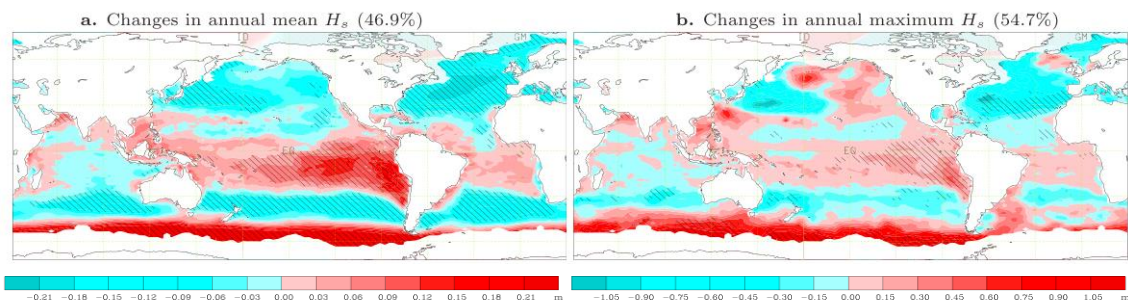 a. Changes in annual mean Hₛ (46.9%)
b. Changes in annual maximum Hₛ (54.7%)
ID
GM
ID
GM
EQ
EQ
−0.21 −0.18 −0.15 −0.12 −0.09 −0.06 −0.03 0.00 0.03 0.06 0.09 0.12 0.15 0.18 0.21 m
−1.05 −0.90 −0.75 −0.60 −0.45 −0.30 −0.15 0.00 0.15 0.30 0.45 0.60 0.75 0.90 1.05 m